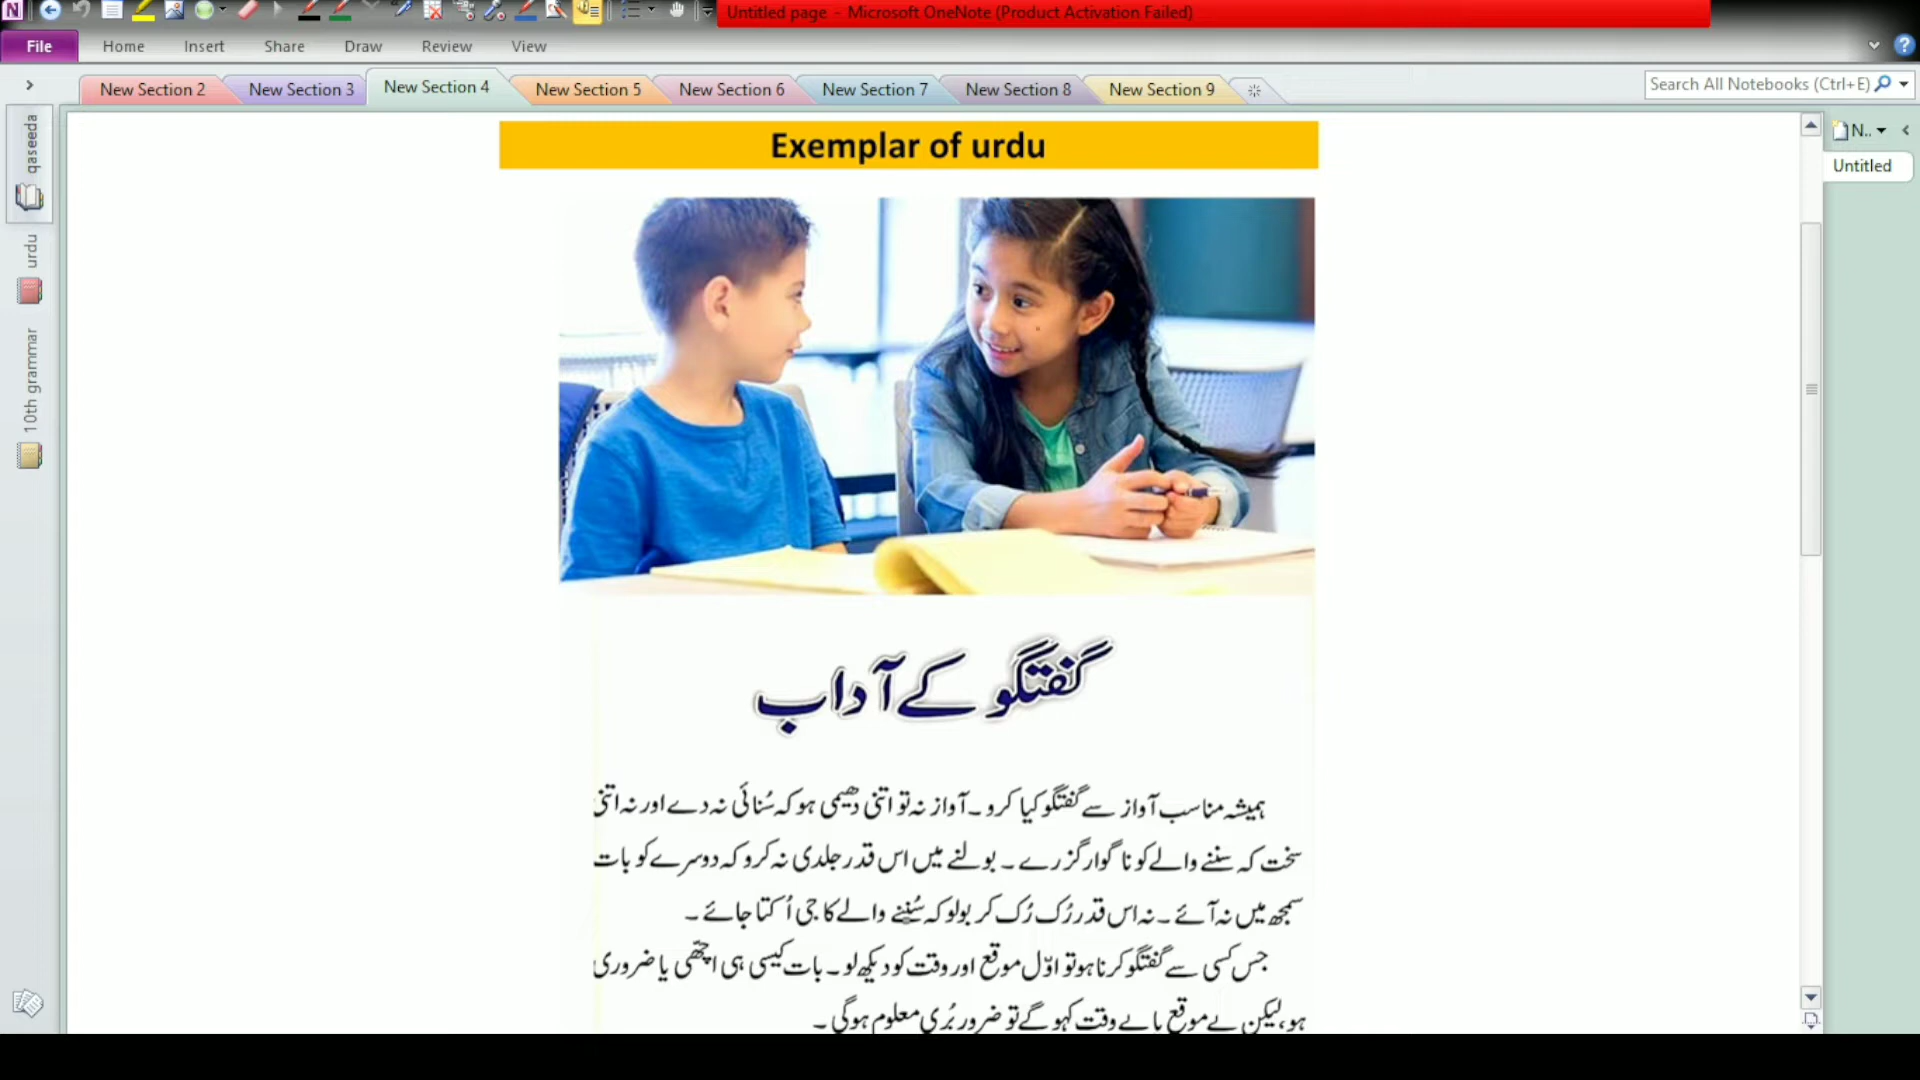 Untitled page - Microsoft OneNote (Product Activation Failed)
File Home Insert Share Draw Review View
New Section 2 New Section 3 New Section 4 New Section 5 New Section 6 New Section 7 New Section 8 New Section 9
Search All Notebooks (Ctrl+E)
N..
Untitled
qaseeda
urdu
10th grammar
Exemplar of urdu
گفتگو کے آداب
ہمیشہ مناسب آواز سے گفتگو کیا کرو ۔ آواز نہ تو اتنی دھیمی ہو کہ سُنائی نہ دے اور نہ اتنی
سخت کہ سننے والے کو ناگوار گزرے ۔ بولنے میں اس قدر جلدی نہ کرو کہ دوسرے کو بات
سمجھ میں نہ آئے ۔ نہ اس قدر رُک رُک کر بولو کہ سُننے والے کا جی اُکتا جائے ۔
جس کسی سے گفتگو کرنا ہو تو اوّل موقع اور وقت کو دیکھ لو ۔ بات کیسی ہی اچھّی یا ضروری
ہو، لیکن بے موقع یا بے وقت کہو گے تو ضرور بُری معلوم ہوگی ۔